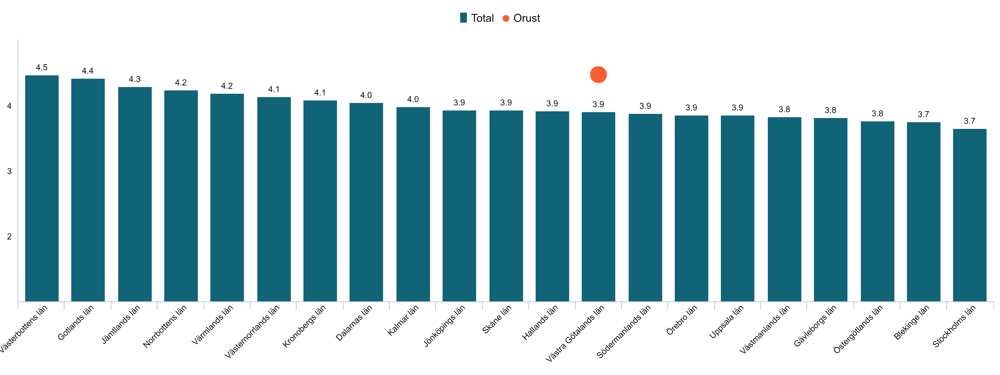 Total Orust
4.5 4.4 4.3 4.2 4.2 4.1 4.1 4.0 4.0 3.9 3.9 3.9 3.9 3.9 3.9 3.9 3.8 3.8 3.8 3.7 3.7
4
3
2
Västerbottens län
Gotlands län
Jämtlands län
Norrbottens län
Värmlands län
Västernorrlands län
Kronobergs län
Dalarnas län
Kalmar län
Jönköpings län
Skåne län
Hallands län
Västra Götalands län
Södermanlands län
Örebro län
Uppsala län
Västmanlands län
Gävleborgs län
Östergötlands län
Blekinge län
Stockholms län